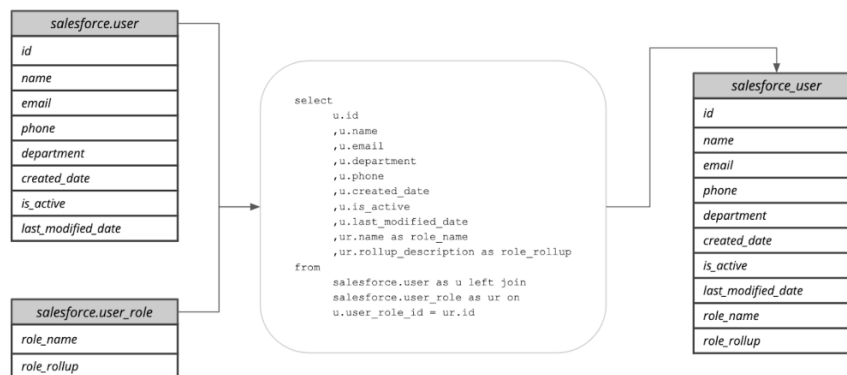 salesforce.user
id
name
email
phone
department
created_date
is_active
last_modified_date
salesforce.user_role
role_name
role_rollup
select
u.id
,u.name
,u.email
,u.department
,u.phone
,u.created_date
,u.is_active
,u.last_modified_date
,ur.name as role_name
,ur.rollup_description as role_rollup
from
salesforce.user as u left join
salesforce.user_role as ur on
u.user_role_id = ur.id
salesforce_user
id
name
email
phone
department
created_date
is_active
last_modified_date
role_name
role_rollup